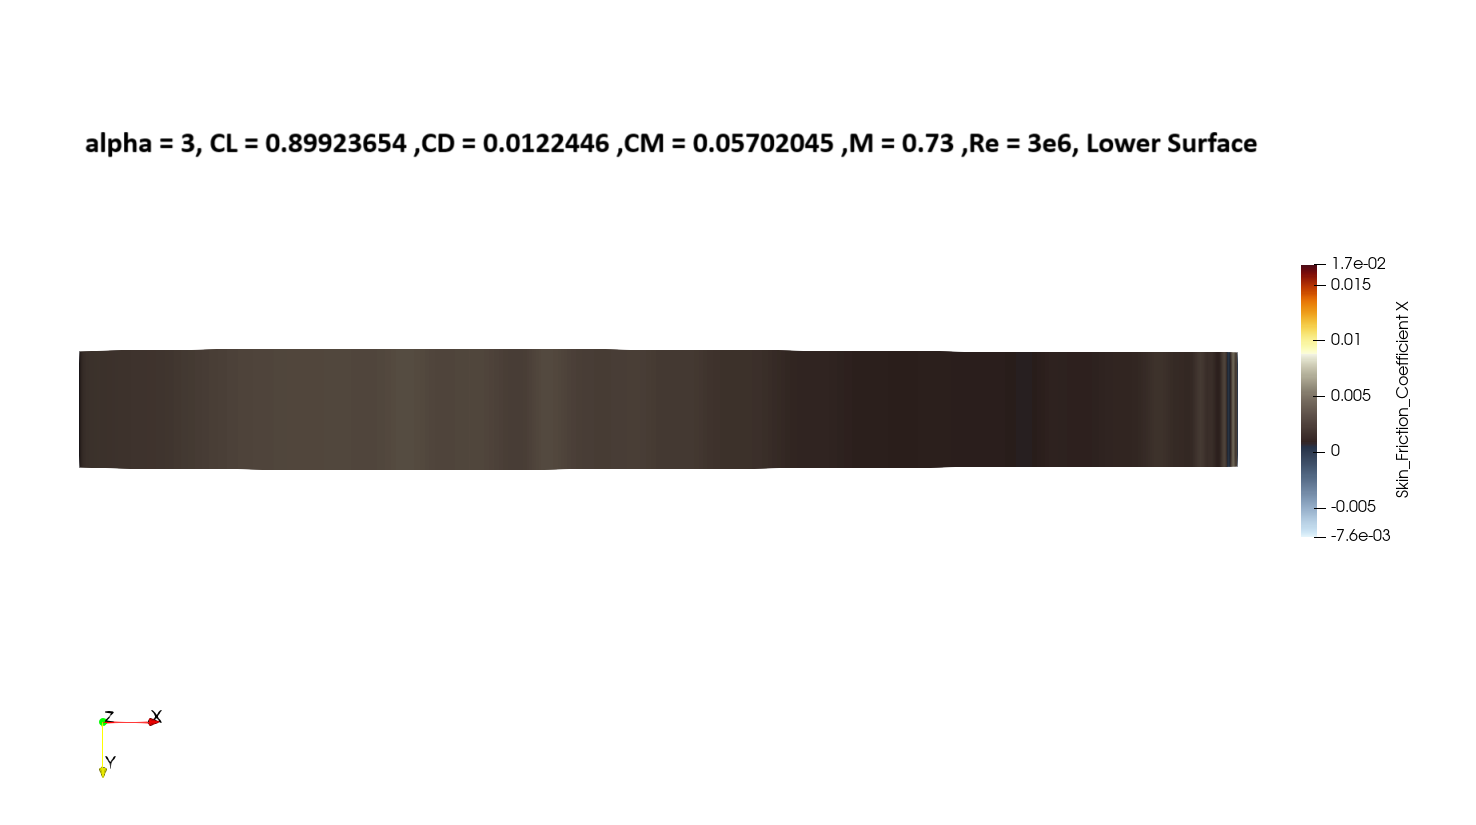 alpha = 3, CL = 0.89923654 ,CD = 0.0122446 ,CM = 0.05702045 ,M = 0.73 ,Re = 3e6, Lower Surface
1.7e-02
0.015
0.01
0.005
0
-0.005
-7.6e-03
Skin_Friction_Coefficient X
Z
X
Y